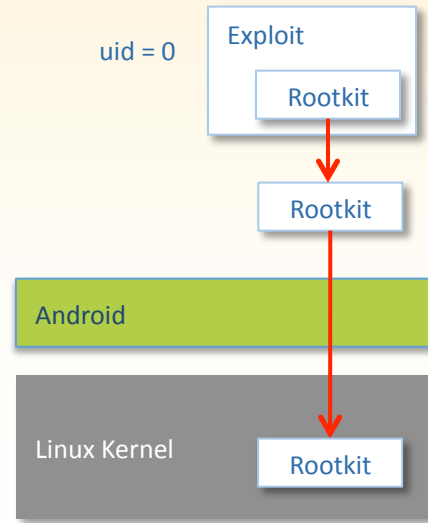 Exploit
uid = 0
Rootkit
Rootkit
Android
Linux Kernel
Rootkit